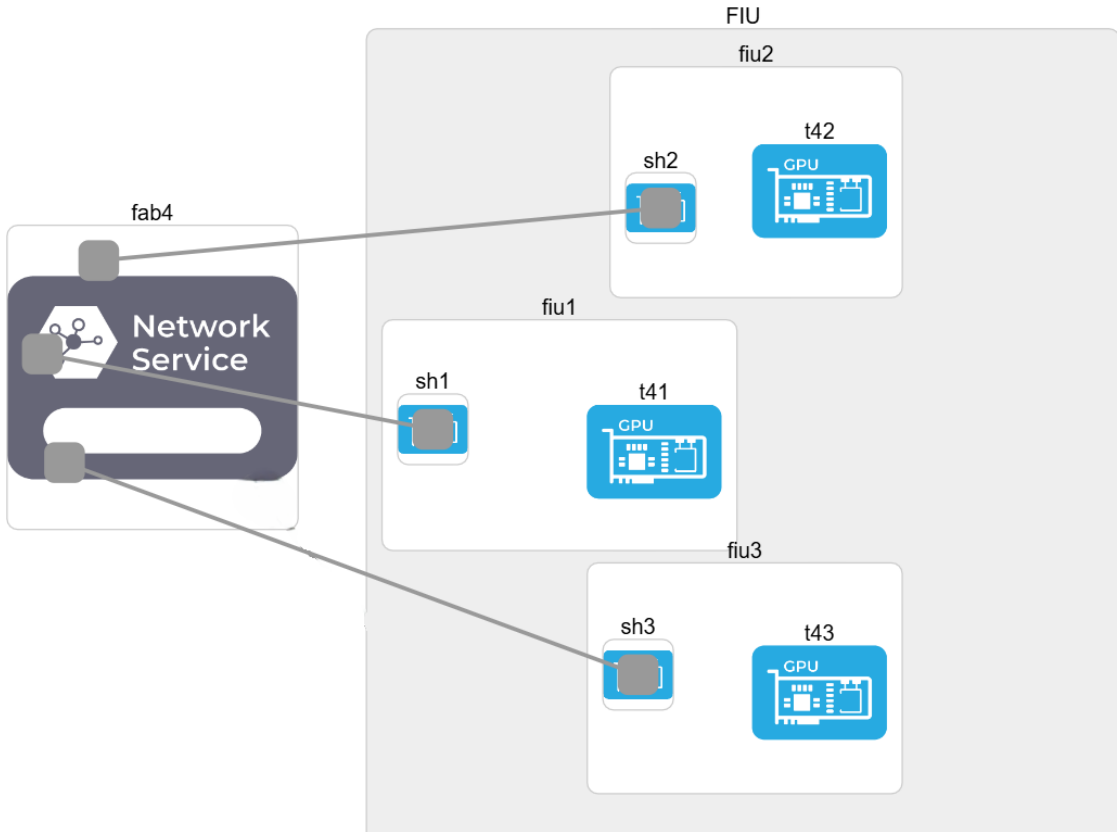 FIU
fiu2
t42
GPU
sh2
fab4
Network
Service
fiu1
sh1
t41
GPU
fiu3
sh3
t43
GPU